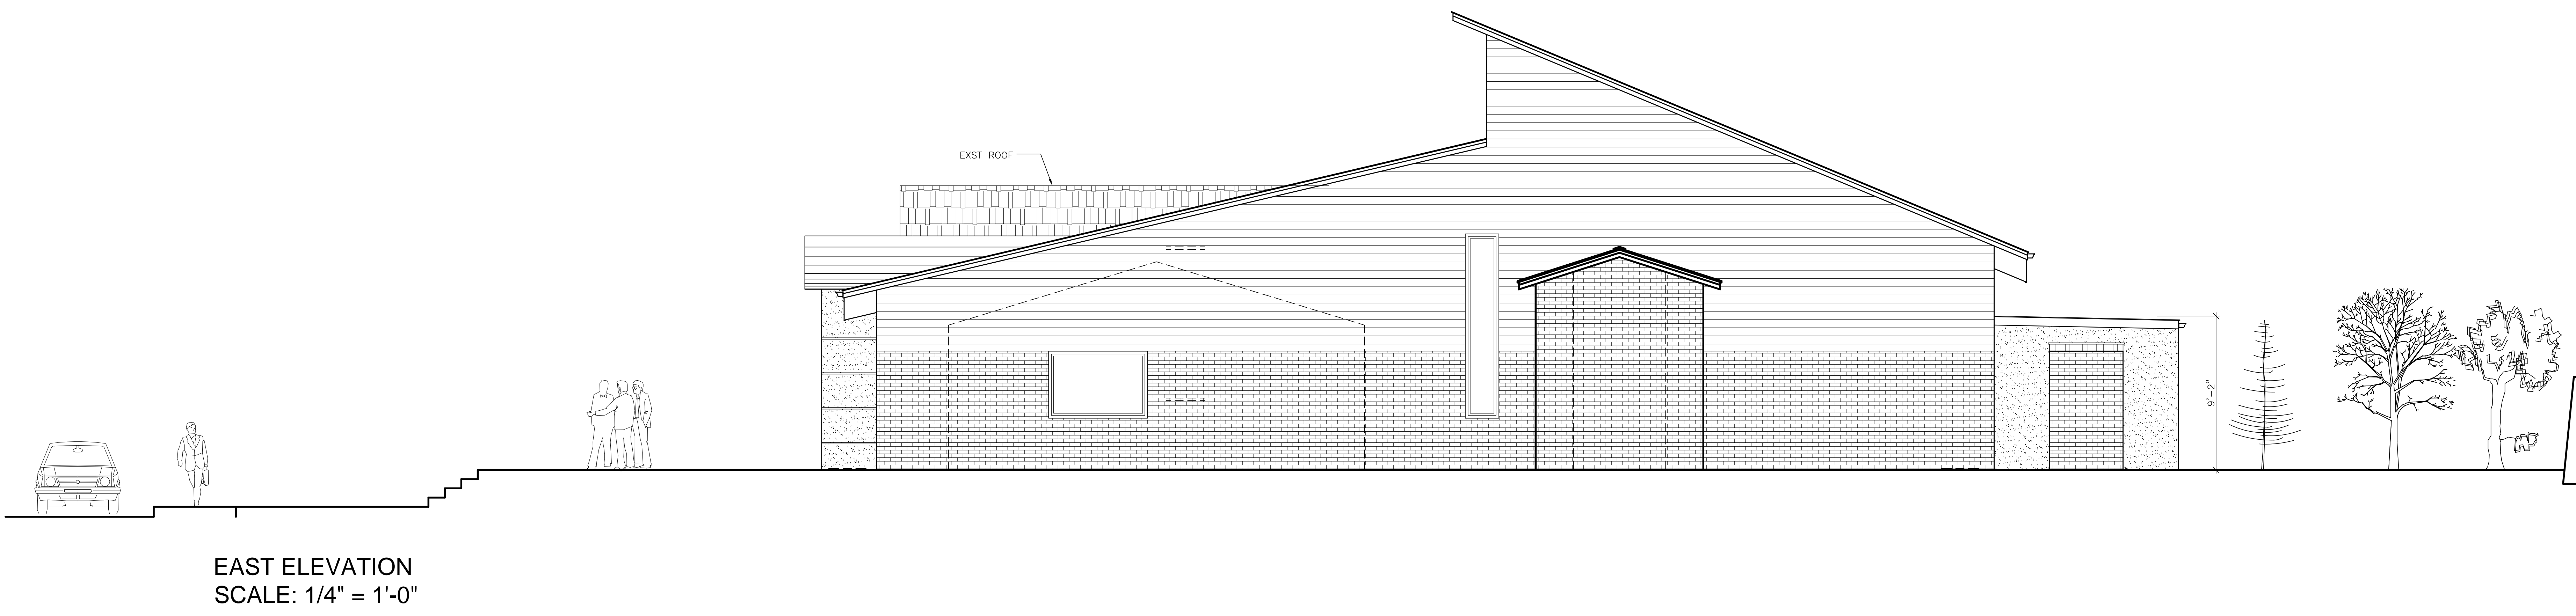 EXST ROOF
9'-2"
EAST ELEVATION
SCALE: 1/4" = 1'-0"